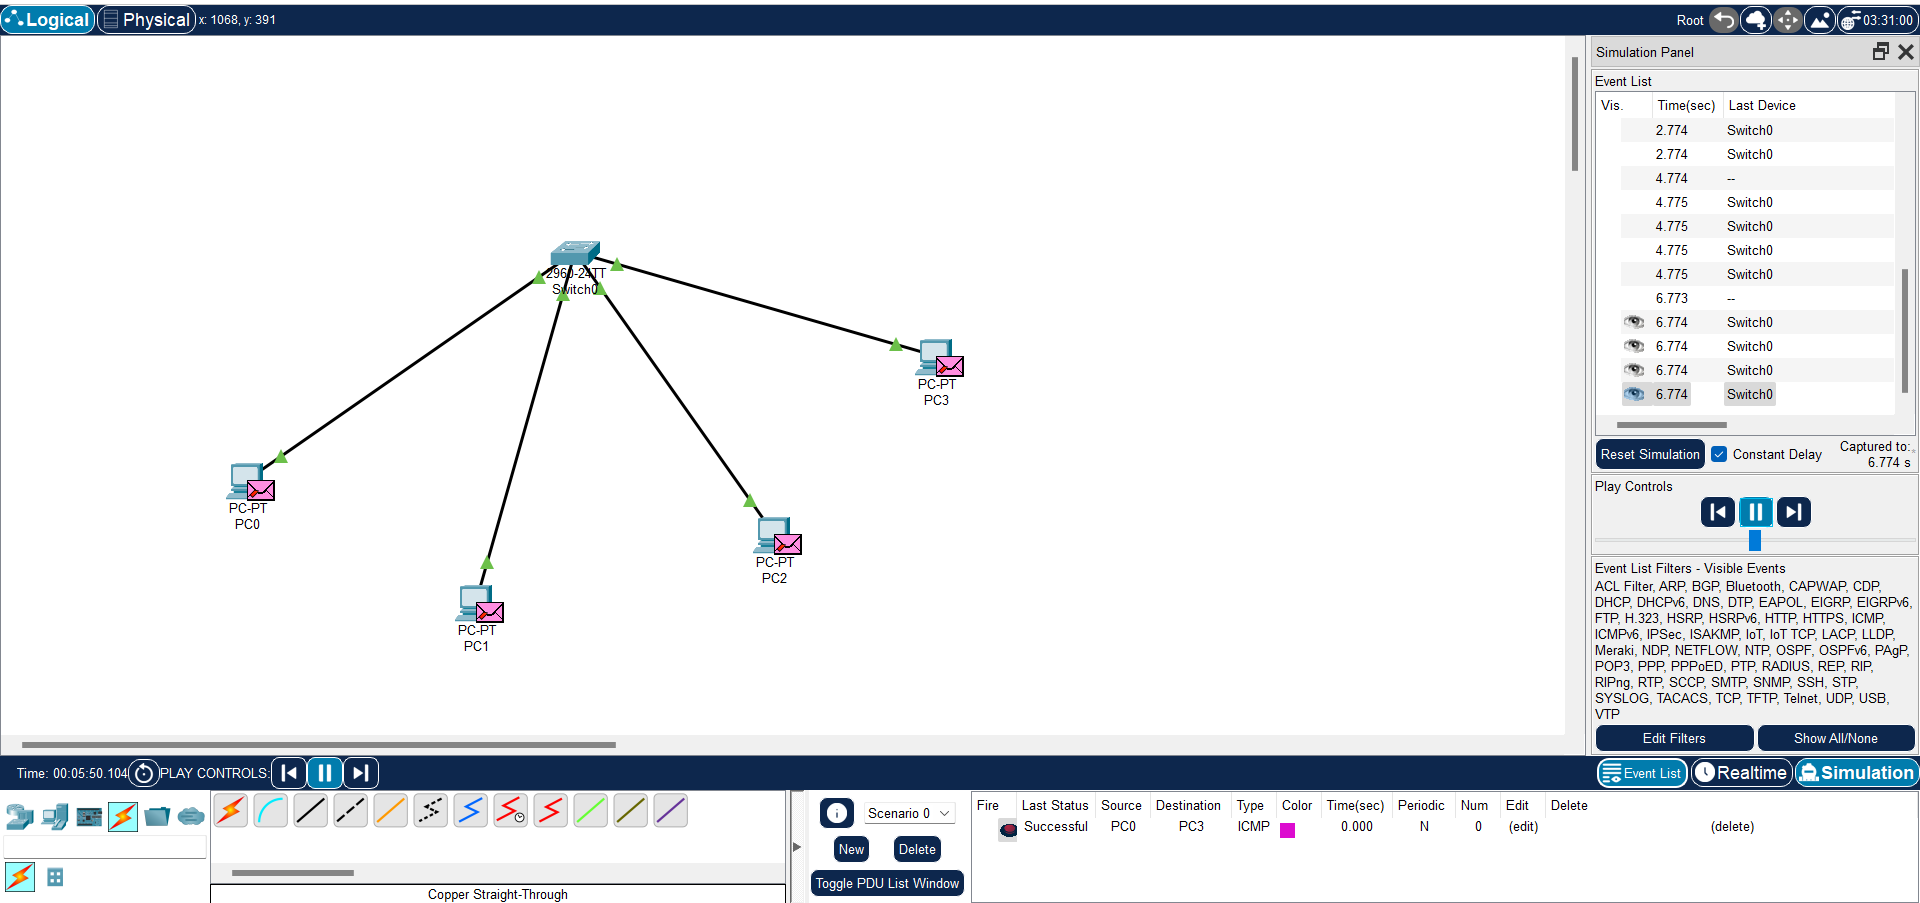 Logical
Physical
x: 1068, y: 391
Root
03:31:00
2960-24TT
Switch0
PC-PT
PC3
PC-PT
PC0
PC-PT
PC2
PC-PT
PC1
Simulation Panel
Event List
Vis. Time(sec) Last Device
2.774 Switch0
2.774 Switch0
4.774 --
4.775 Switch0
4.775 Switch0
4.775 Switch0
4.775 Switch0
6.773 --
6.774 Switch0
6.774 Switch0
6.774 Switch0
6.774 Switch0
Reset Simulation
Constant Delay
Captured to:
6.774 s
Play Controls
Event List Filters - Visible Events
ACL Filter, ARP, BGP, Bluetooth, CAPWAP, CDP,
DHCP, DHCPv6, DNS, DTP, EAPOL, EIGRP, EIGRPv6,
FTP, H.323, HSRP, HSRPv6, HTTP, HTTPS, ICMP,
ICMPv6, IPSec, ISAKMP, IoT, IoT TCP, LACP, LLDP,
Meraki, NDP, NETFLOW, NTP, OSPF, OSPFv6, PAgP,
POP3, PPP, PPPoED, PTP, RADIUS, REP, RIP,
RIPng, RTP, SCCP, SMTP, SNMP, SSH, STP,
SYSLOG, TACACS, TCP, TFTP, Telnet, UDP, USB,
VTP
Edit Filters
Show All/None
Time: 00:05:50.104
PLAY CONTROLS:
Event List
Realtime
Simulation
Copper Straight-Through
Scenario 0
New
Delete
Toggle PDU List Window
Fire Last Status Source Destination Type Color Time(sec) Periodic Num Edit Delete
Successful PC0 PC3 ICMP 0.000 N 0 (edit) (delete)